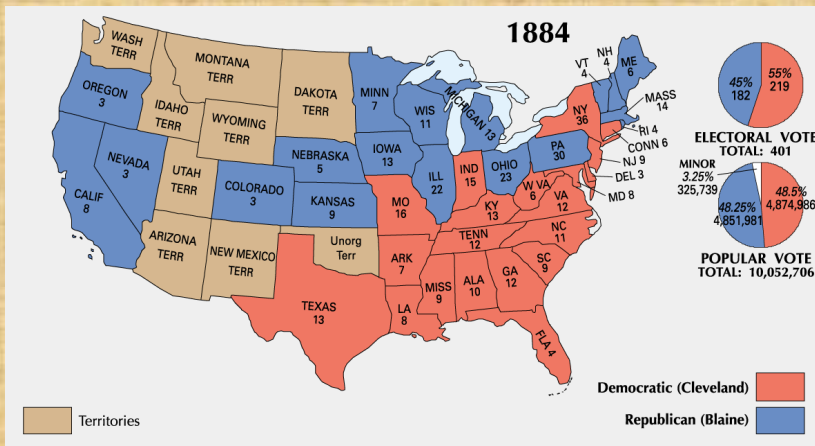 1884
WASH
TERR
MONTANA
TERR
DAKOTA
TERR
MINN
7
OREGON
3
IDAHO
TERR
WYOMING
TERR
WIS
11
MICHIGAN 13
VT
4
NH
4
ME
6
MASS
14
RI 4
CONN 6
NJ 9
DEL 3
MD 8
NY
36
PA
30
NEVADA
3
UTAH
TERR
COLORADO
3
NEBRASKA
5
KANSAS
9
IOWA
13
ILL
22
IND
15
OHIO
23
W VA
6
VA
12
CALIF
8
ARIZONA
TERR
NEW MEXICO
TERR
Unorg
Terr
MO
16
KY
13
TENN
12
NC
11
SC
9
ARK
7
MISS
9
ALA
10
GA
12
TEXAS
13
LA
8
FLA 4
45%
182
55%
219
ELECTORAL VOTE
TOTAL: 401
MINOR
3.25%
325,739
48.25%
4,851,981
48.5%
4,874,986
POPULAR VOTE
TOTAL: 10,052,706
Democratic (Cleveland)
Republican (Blaine)
Territories